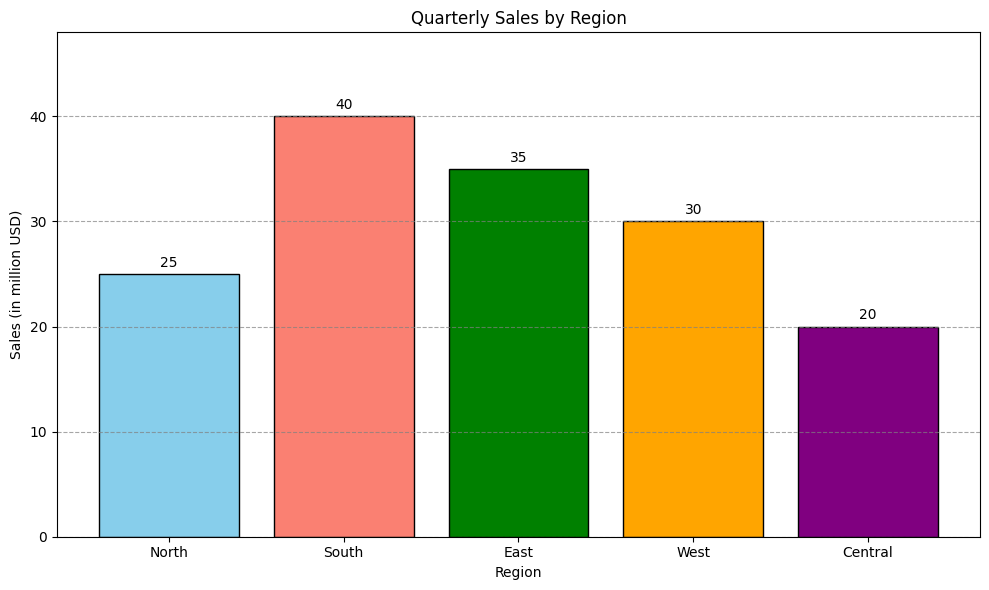 Quarterly Sales by Region
Sales (in million USD)
40
30
20
10
0
25
40
35
30
20
North
South
East
West
Central
Region